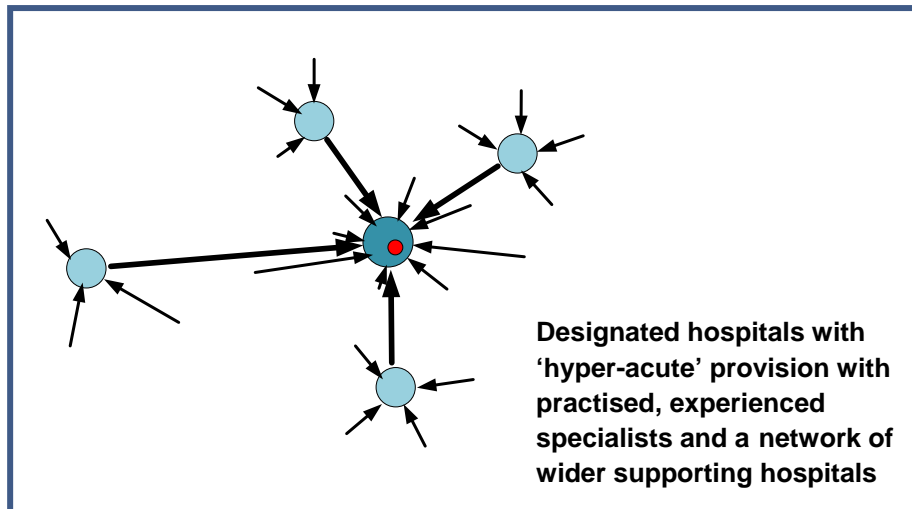 Designated hospitals with
‘hyper-acute’ provision with
practised, experienced
specialists and a network of
wider supporting hospitals